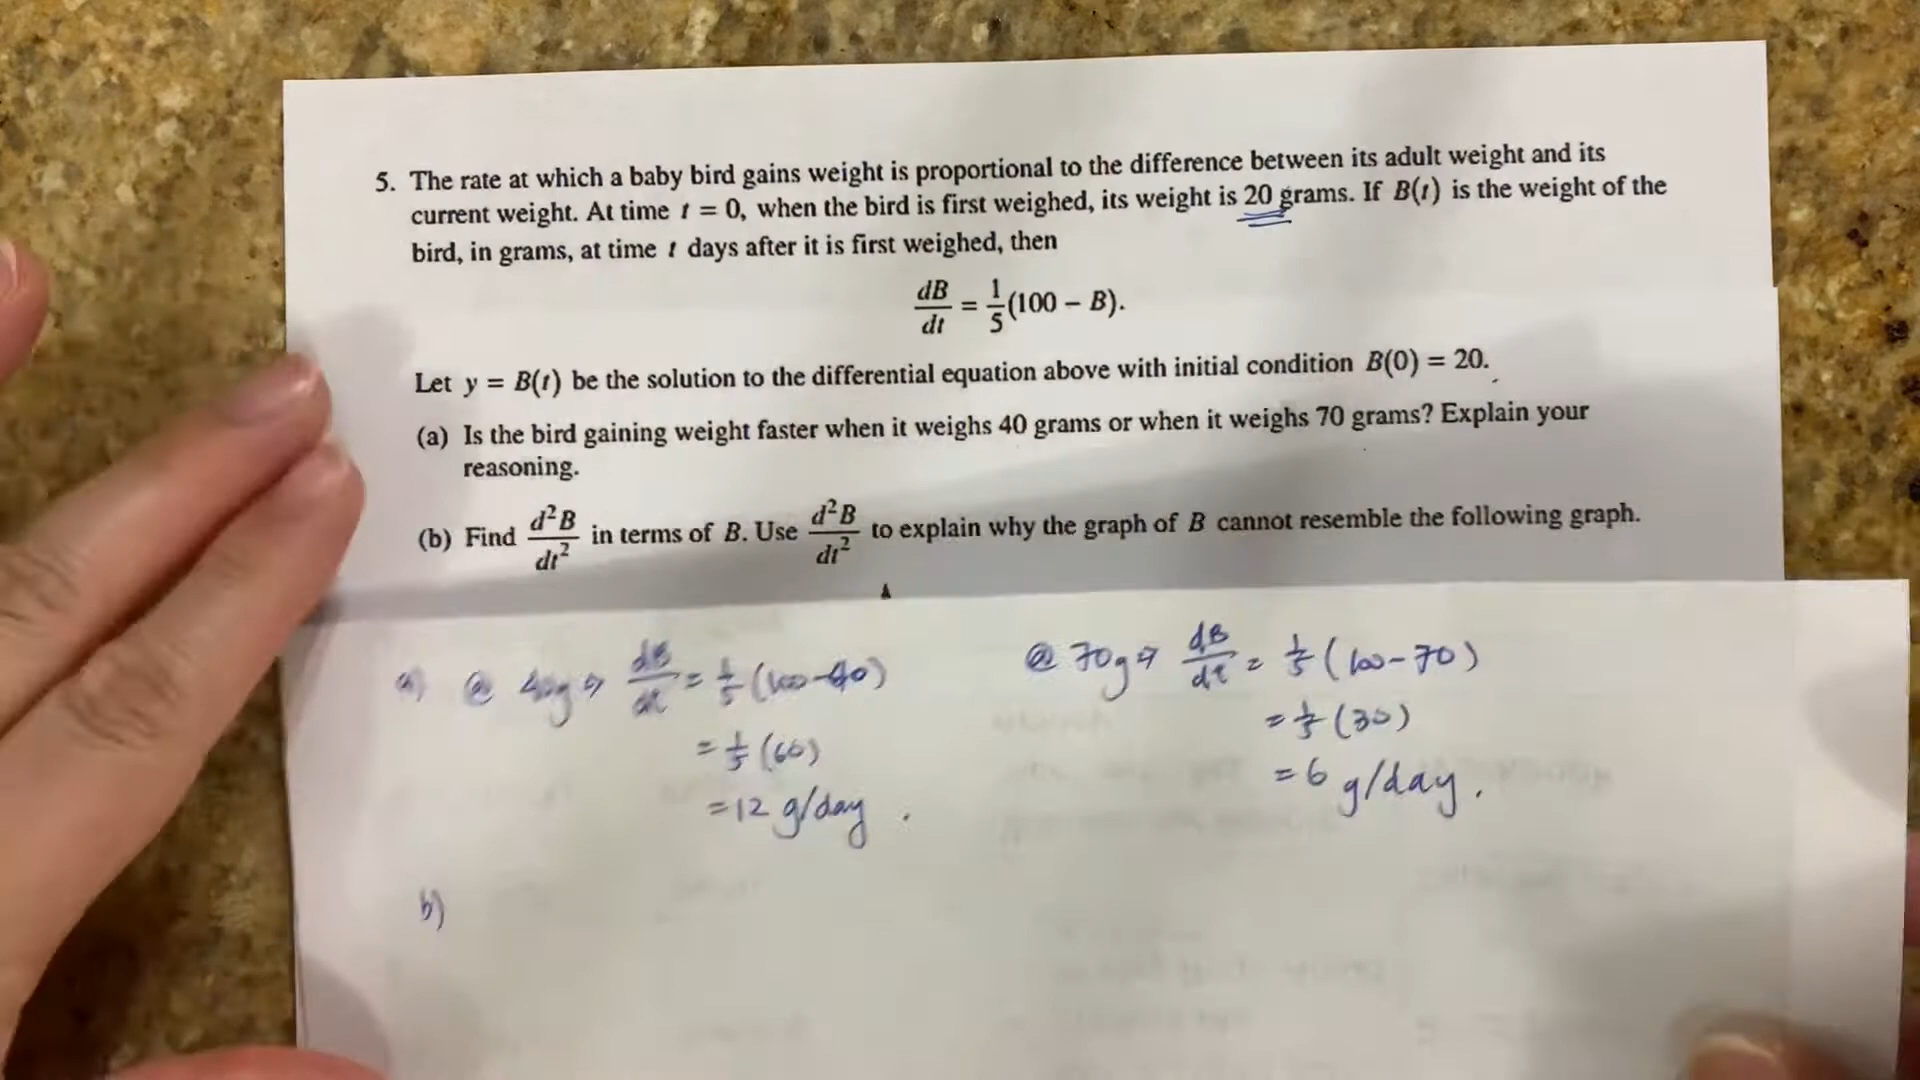 5. The rate at which a baby bird gains weight is proportional to the difference between its adult weight and its
current weight. At time t = 0, when the bird is first weighed, its weight is 20 grams. If B(t) is the weight of the
bird, in grams, at time t days after it is first weighed, then
dB/dt = 1/5(100 – B).
Let y = B(t) be the solution to the differential equation above with initial condition B(0) = 20.
(a) Is the bird gaining weight faster when it weighs 40 grams or when it weighs 70 grams? Explain your
reasoning.
(b) Find d²B/dt² in terms of B. Use d²B/dt² to explain why the graph of B cannot resemble the following graph.
a) @ 40g ⇒ dB/dt = 1/5 (100-40)
= 1/5 (60)
= 12 g/day .
@ 70g ⇒ dB/dt = 1/5 (100-70)
= 1/5 (30)
= 6 g/day .
b)